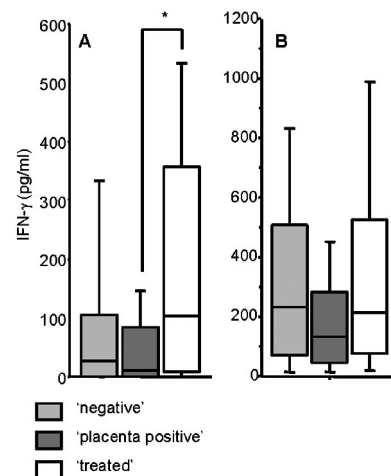 600
500
400
300
200
100
0
IFN-γ (pg/ml)
A
*
1200
1000
800
600
400
200
0
B
'negative'
'placenta positive'
'treated'